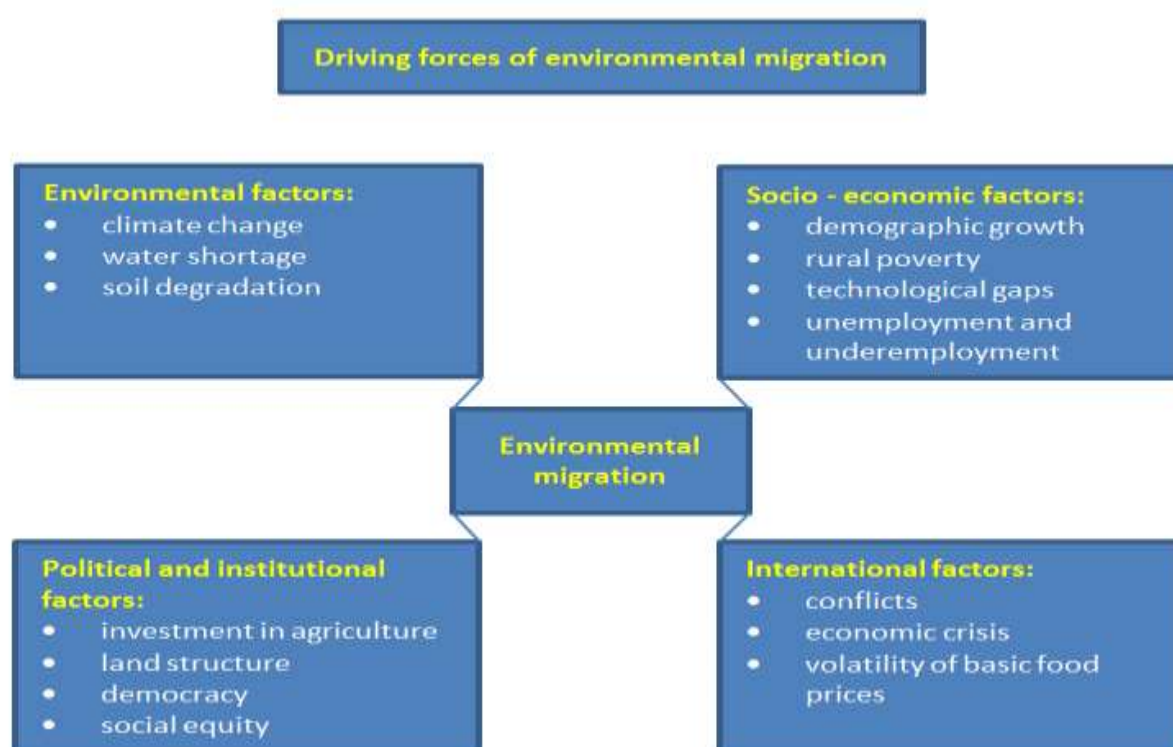 Driving forces of environmental migration
Environmental factors:
• climate change
• water shortage
• soil degradation
Socio - economic factors:
• demographic growth
• rural poverty
• technological gaps
• unemployment and
underemployment
Environmental
migration
Political and institutional
factors:
• investment in agriculture
• land structure
• democracy
• social equity
International factors:
• conflicts
• economic crisis
• volatility of basic food
prices